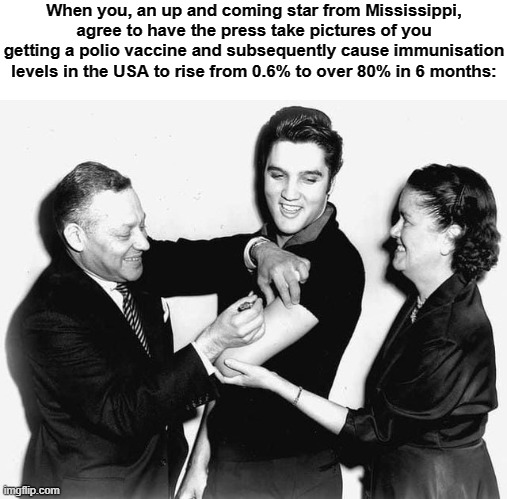 When you, an up and coming star from Mississippi,
agree to have the press take pictures of you
getting a polio vaccine and subsequently cause immunisation
levels in the USA to rise from 0.6% to over 80% in 6 months:
imgflip.com